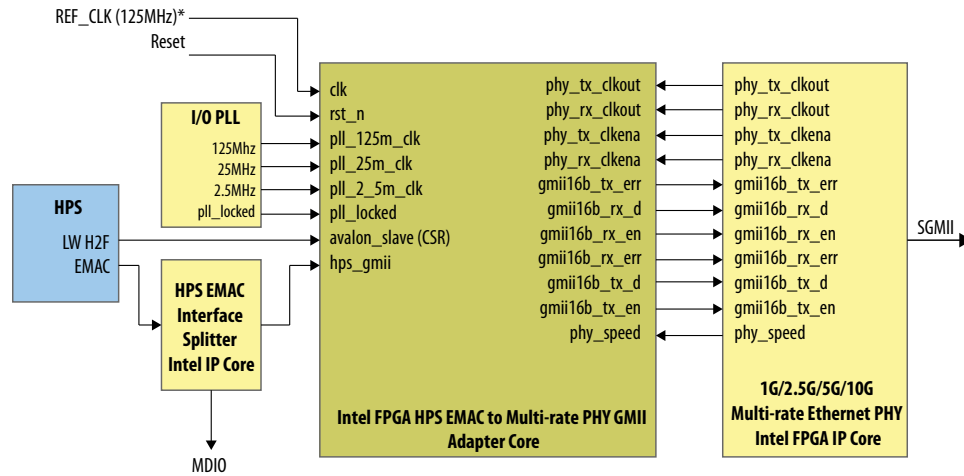 REF_CLK (125MHz)*
Reset
I/O PLL
125Mhz
25MHz
2.5MHz
pll_locked
HPS
LW H2F
EMAC
HPS EMAC
Interface
Splitter
Intel IP Core
MDIO
clk
rst_n
pll_125m_clk
pll_25m_clk
pll_2_5m_clk
pll_locked
avalon_slave (CSR)
hps_gmii
phy_tx_clkout
phy_rx_clkout
phy_tx_clkena
phy_rx_clkena
gmii16b_tx_err
gmii16b_rx_d
gmii16b_rx_en
gmii16b_rx_err
gmii16b_tx_d
gmii16b_tx_en
phy_speed
Intel FPGA HPS EMAC to Multi-rate PHY GMII
Adapter Core
phy_tx_clkout
phy_rx_clkout
phy_tx_clkena
phy_rx_clkena
gmii16b_tx_err
gmii16b_rx_d
gmii16b_rx_en
gmii16b_rx_err
gmii16b_tx_d
gmii16b_tx_en
phy_speed
1G/2.5G/5G/10G
Multi-rate Ethernet PHY
Intel FPGA IP Core
SGMII